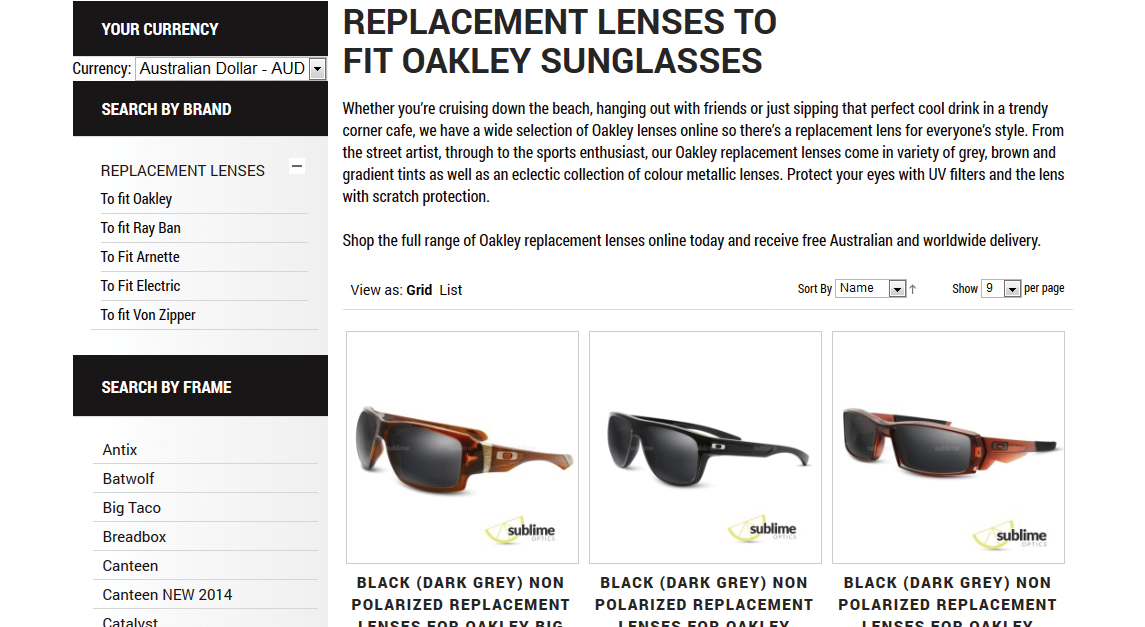 YOUR CURRENCY
Currency: Australian Dollar - AUD
SEARCH BY BRAND
REPLACEMENT LENSES
To fit Oakley
To fit Ray Ban
To Fit Arnette
To Fit Electric
To fit Von Zipper
SEARCH BY FRAME
Antix
Batwolf
Big Taco
Breadbox
Canteen
Canteen NEW 2014
Catalyst
REPLACEMENT LENSES TO
FIT OAKLEY SUNGLASSES
Whether you’re cruising down the beach, hanging out with friends or just sipping that perfect cool drink in a trendy
corner cafe, we have a wide selection of Oakley lenses online so there’s a replacement lens for everyone’s style. From
the street artist, through to the sports enthusiast, our Oakley replacement lenses come in variety of grey, brown and
gradient tints as well as an eclectic collection of colour metallic lenses. Protect your eyes with UV filters and the lens
with scratch protection.
Shop the full range of Oakley replacement lenses online today and receive free Australian and worldwide delivery.
View as: Grid List
Sort By Name
Show 9 per page
sublime
OPTICS
sublime
OPTICS
sublime
OPTICS
BLACK (DARK GREY) NON
POLARIZED REPLACEMENT
LENSES FOR OAKLEY BIG
BLACK (DARK GREY) NON
POLARIZED REPLACEMENT
LENSES FOR OAKLEY
BLACK (DARK GREY) NON
POLARIZED REPLACEMENT
LENSES FOR OAKLEY